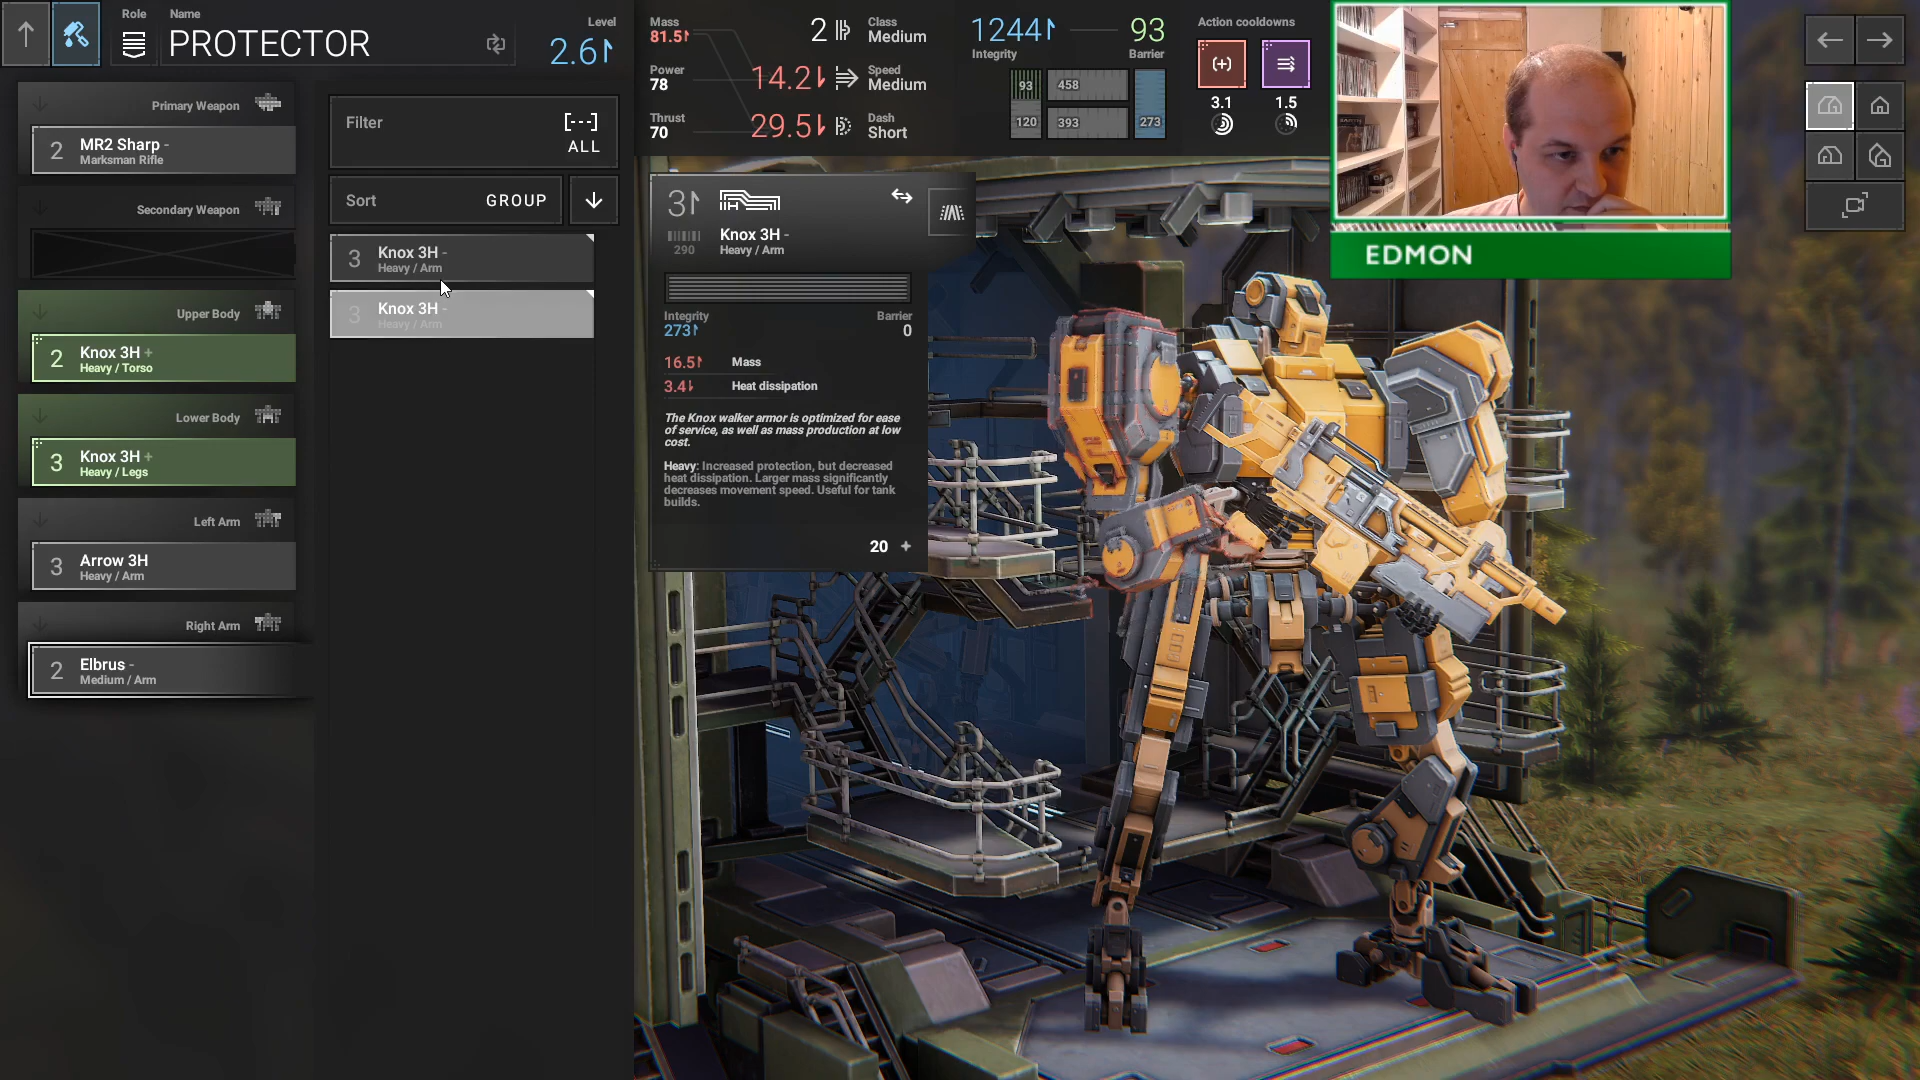 Role
Name
PROTECTOR
Level
2.6
Primary Weapon
2
MR2 Sharp -
Marksman Rifle
Secondary Weapon
Upper Body
2
Knox 3H +
Heavy / Torso
Lower Body
3
Knox 3H +
Heavy / Legs
Left Arm
3
Arrow 3H
Heavy / Arm
Right Arm
2
Elbrus -
Medium / Arm
Filter
[---]
ALL
Sort
GROUP
3
Knox 3H -
Heavy / Arm
3
Knox 3H -
Heavy / Arm
Mass
81.5
2
Class
Medium
Power
78
14.2
Speed
Medium
Thrust
70
29.5
Dash
Short
1244
Integrity
93
Barrier
93
458
120
393
273
Action cooldowns
3.1
1.5
3
290
Knox 3H -
Heavy / Arm
Integrity
273
Barrier
0
16.5
Mass
3.4
Heat dissipation
The Knox walker armor is optimized for ease
of service, as well as mass production at low
cost.
Heavy: Increased protection, but decreased
heat dissipation. Larger mass significantly
decreases movement speed. Useful for tank
builds.
20 +
EDMON